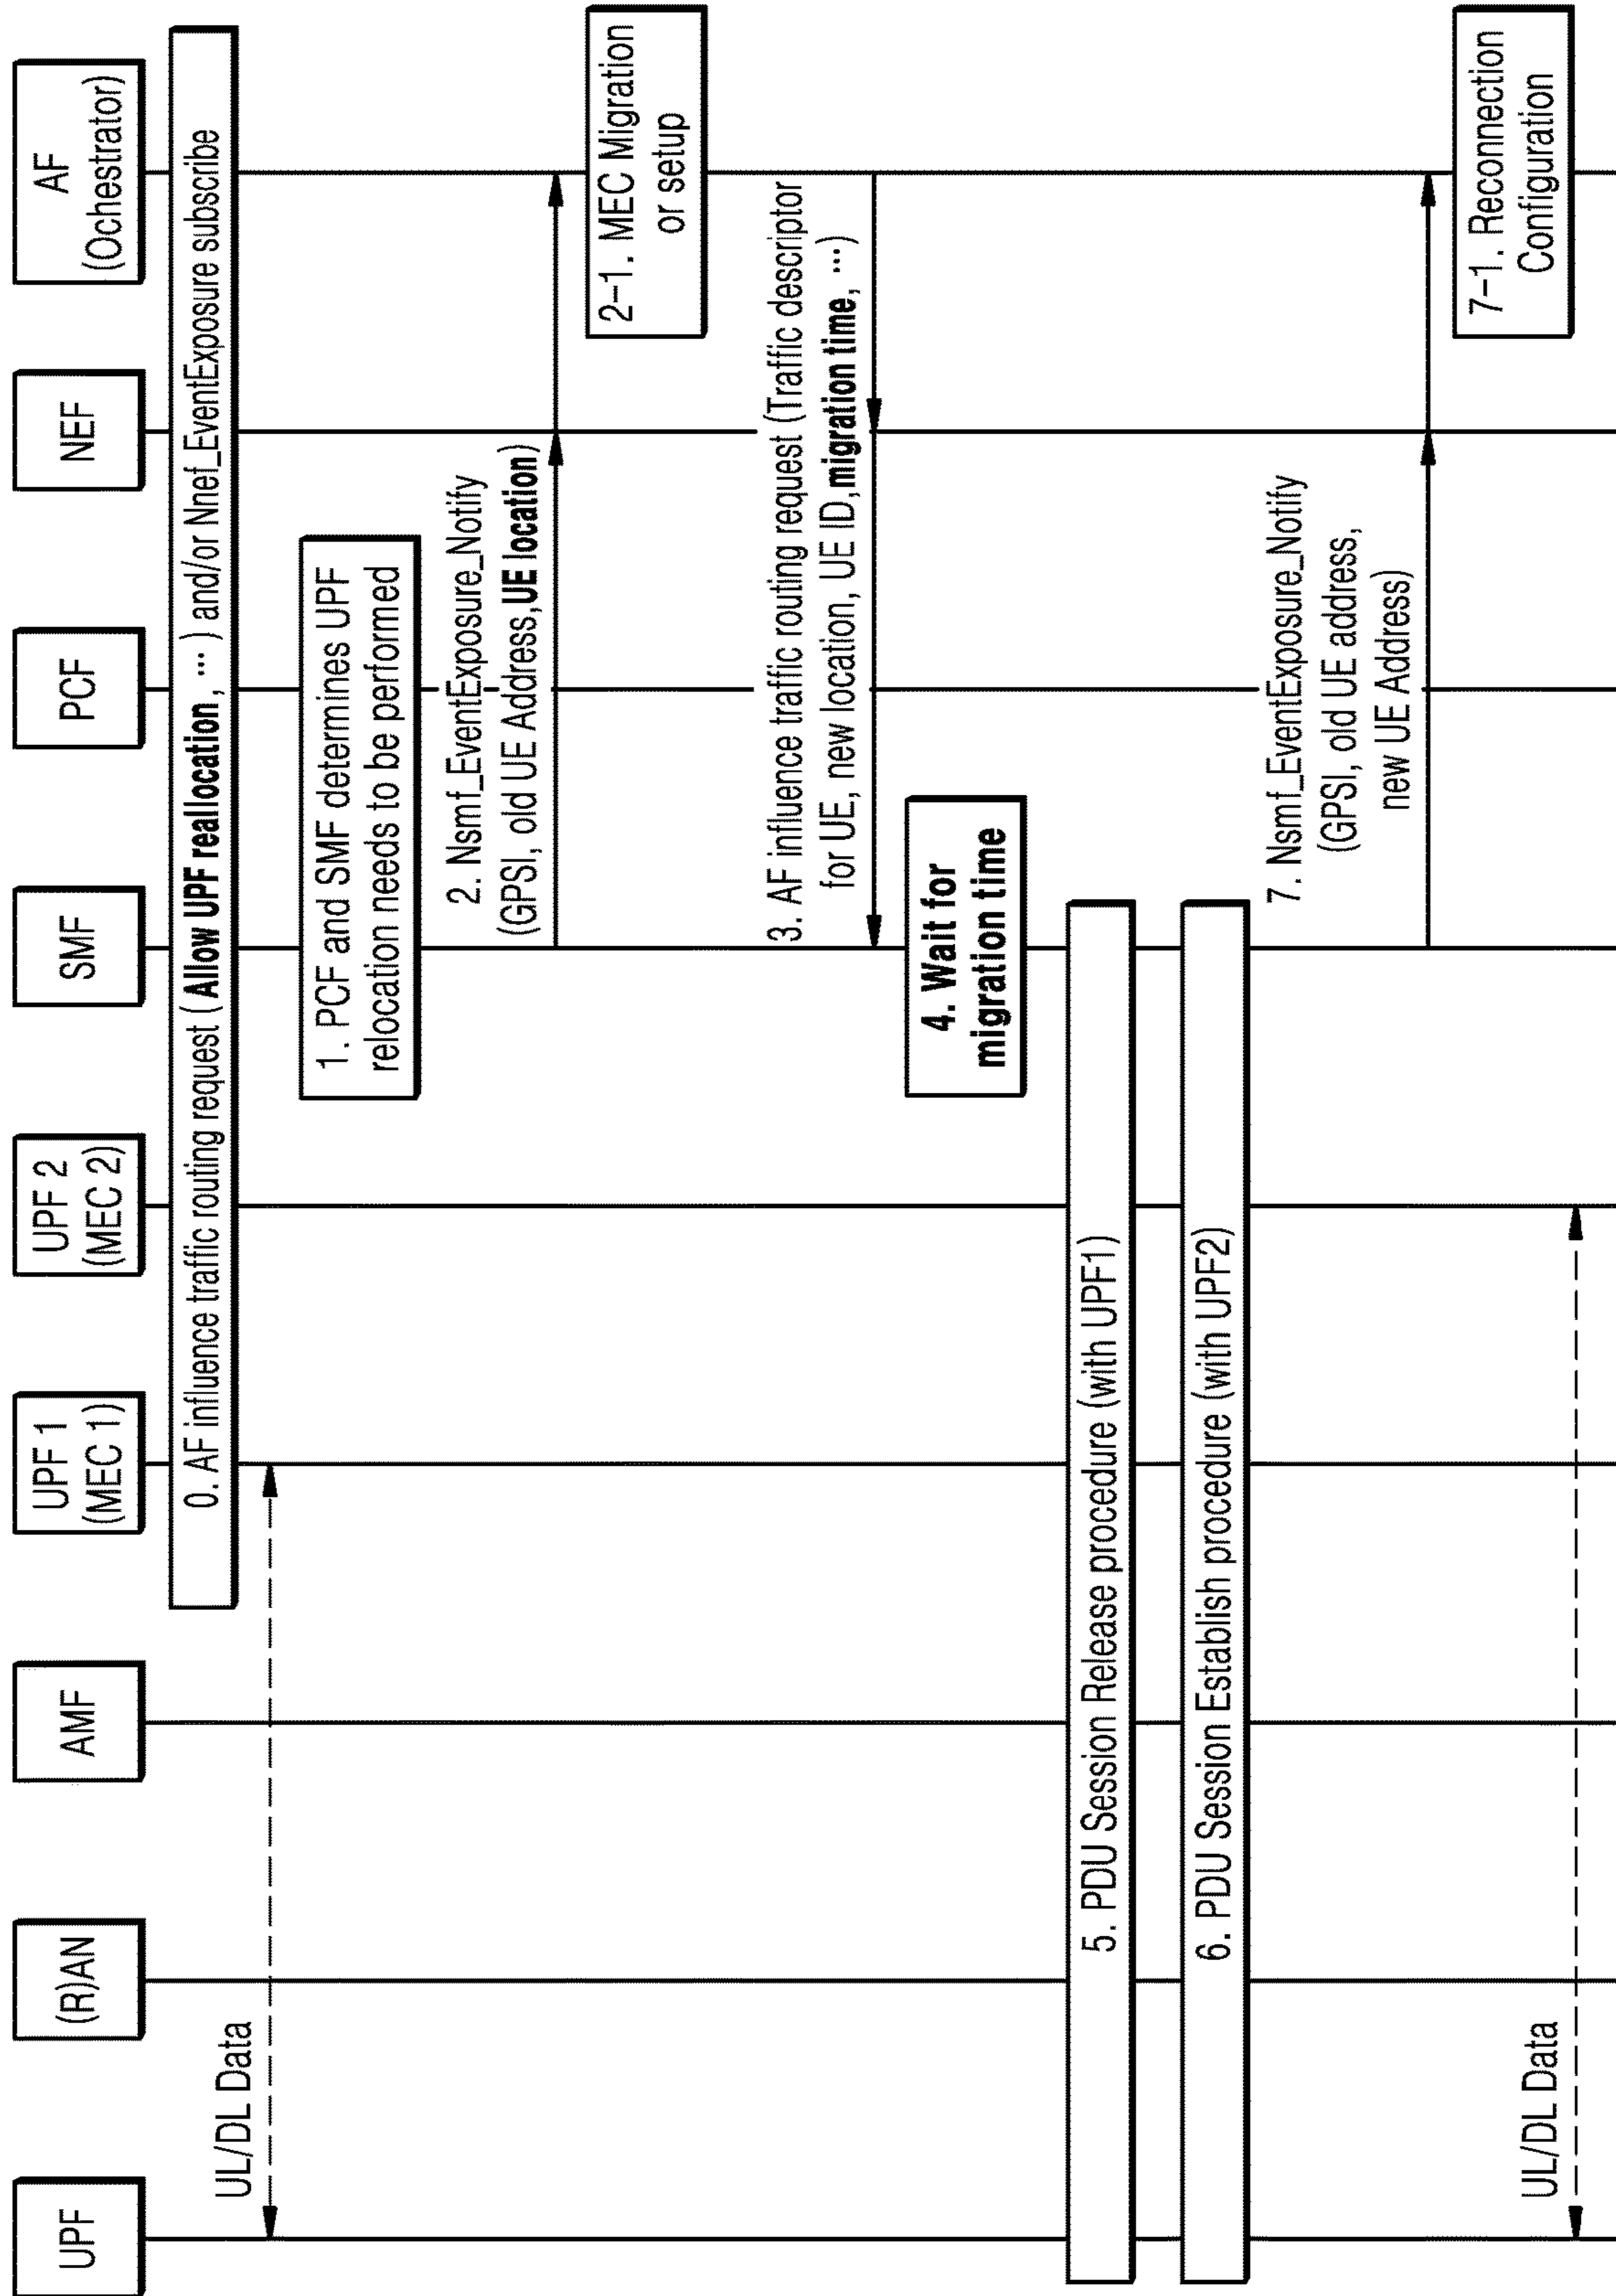 UPF
(R)AN
AMF
UPF 1
(MEC 1)
UPF 2
(MEC 2)
SMF
PCF
NEF
AF
(Ochestrator)
0. AF influence traffic routing request (Allow UPF reallocation, ···) and/or Nnef_EventExposure subscribe
UL/DL Data
1. PCF and SMF determines UPF
relocation needs to be performed
2. Nsmf_EventExposure_Notify
(GPSI, old UE Address, UE location)
2-1. MEC Migration
or setup
3. AF influence traffic routing request (Traffic descriptor
for UE, new location, UE ID, migration time, ···)
4. Wait for
migration time
5. PDU Session Release procedure (with UPF1)
6. PDU Session Establish procedure (with UPF2)
7. Nsmf_EventExposure_Notify
(GPSI, old UE address,
new UE Address)
7-1. Reconnection
Configuration
UL/DL Data